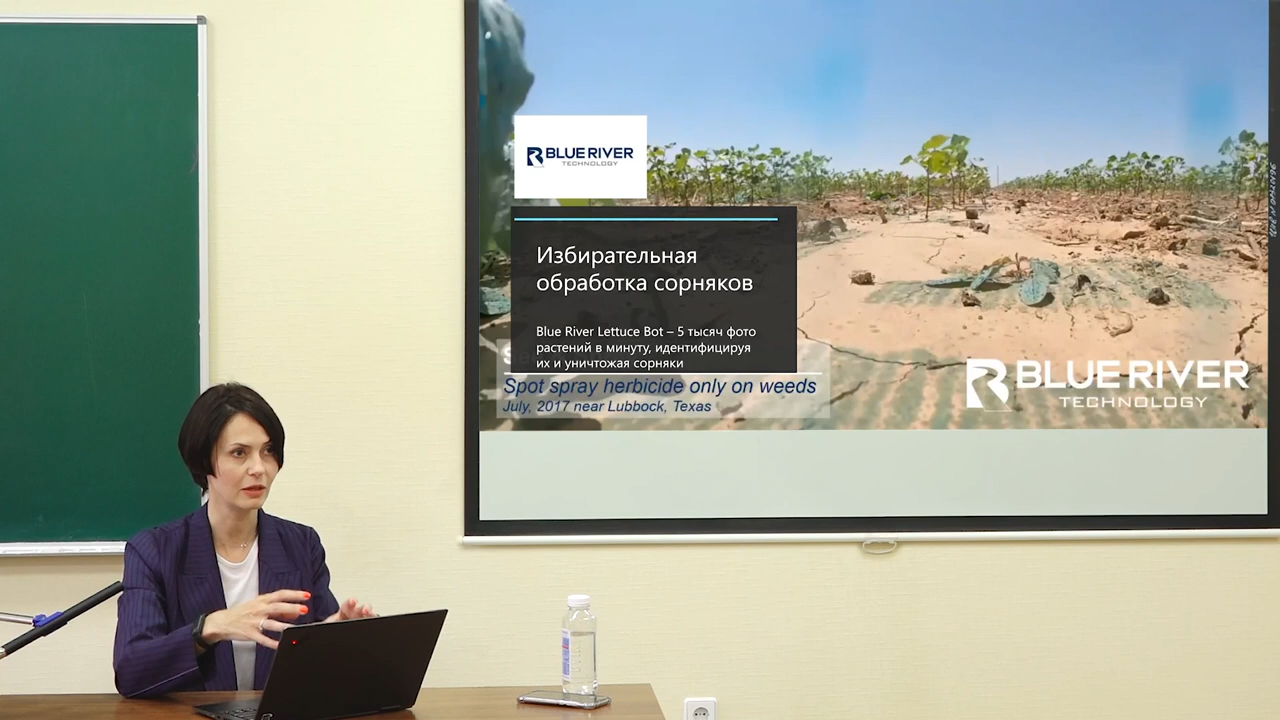 BLUE RIVER
TECHNOLOGY
Избирательная
обработка сорняков
Blue River Lettuce Bot – 5 тысяч фото
растений в минуту, идентифицируя
их и уничтожая сорняки
Spot spray herbicide only on weeds
July, 2017 near Lubbock, Texas
BLUE RIVER
TECHNOLOGY